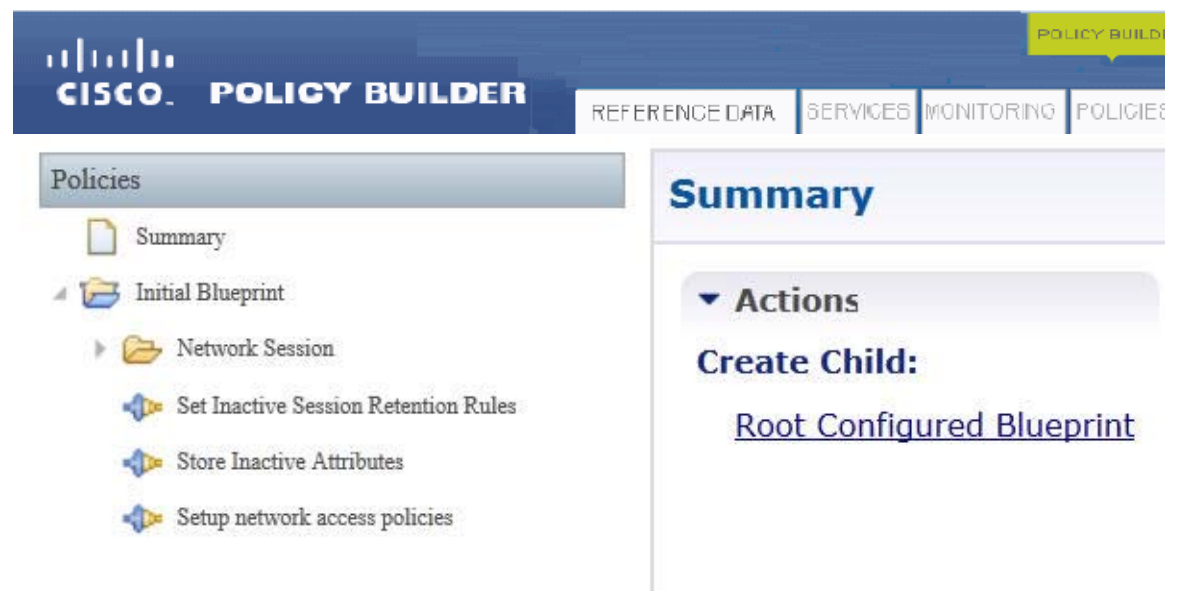 POLICY BUILD
CISCO. POLICY BUILDER
REFERENCE DATA SERVICES MONITORING POLICIES
Policies
Summary
Initial Blueprint
Network Session
Set Inactive Session Retention Rules
Store Inactive Attributes
Setup network access policies
Summary
Actions
Create Child:
Root Configured Blueprint